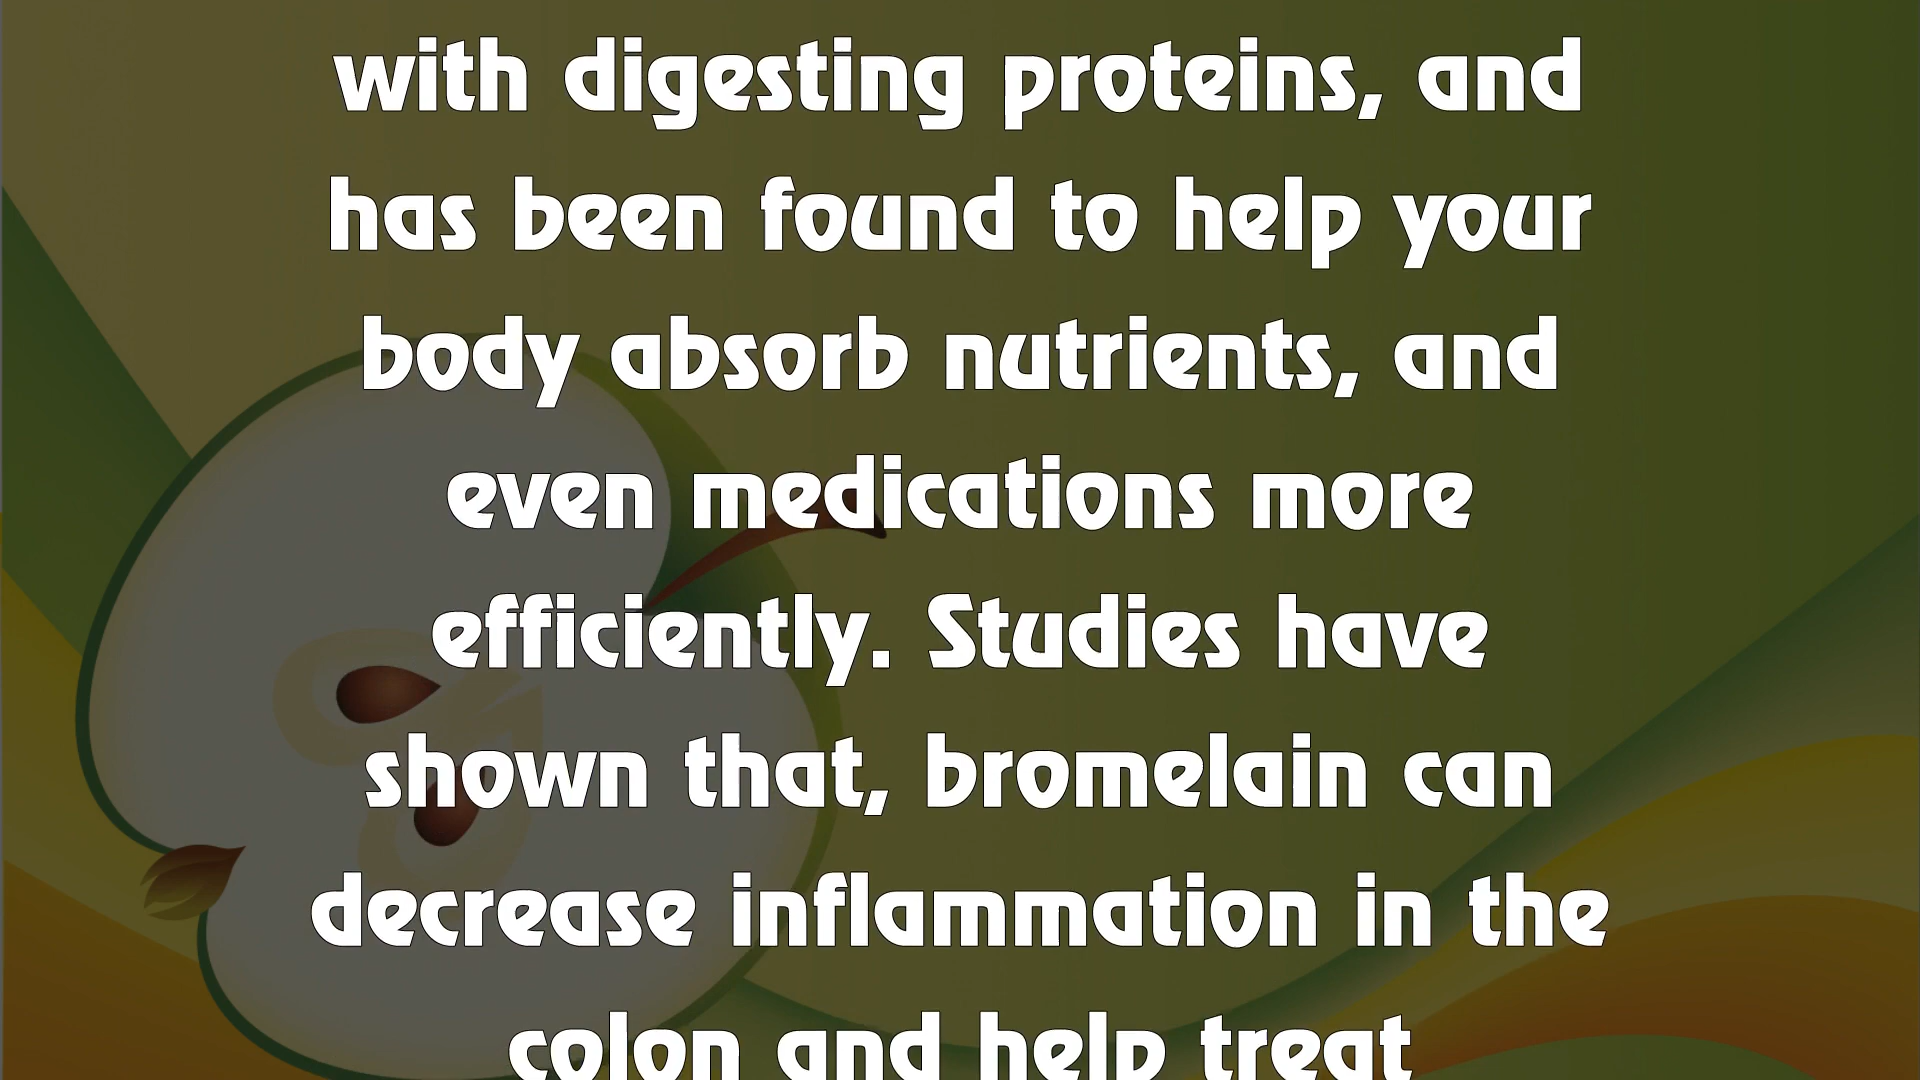 with digesting proteins, and
has been found to help your
body absorb nutrients, and
even medications more
efficiently. Studies have
shown that, bromelain can
decrease inflammation in the
colon and help treat